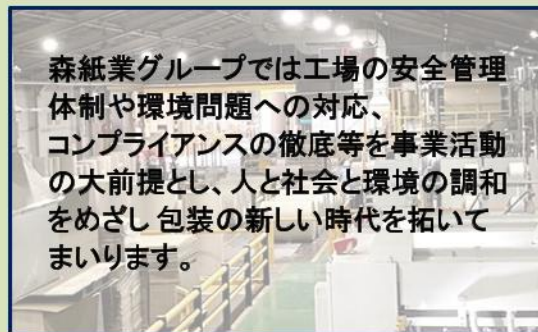 森紙業グループでは工場の安全管理
体制や環境問題への対応、
コンプライアンスの徹底等を事業活動
の大前提とし、人と社会と環境の調和
をめざし 包装の新しい時代を拓いて
まいります。